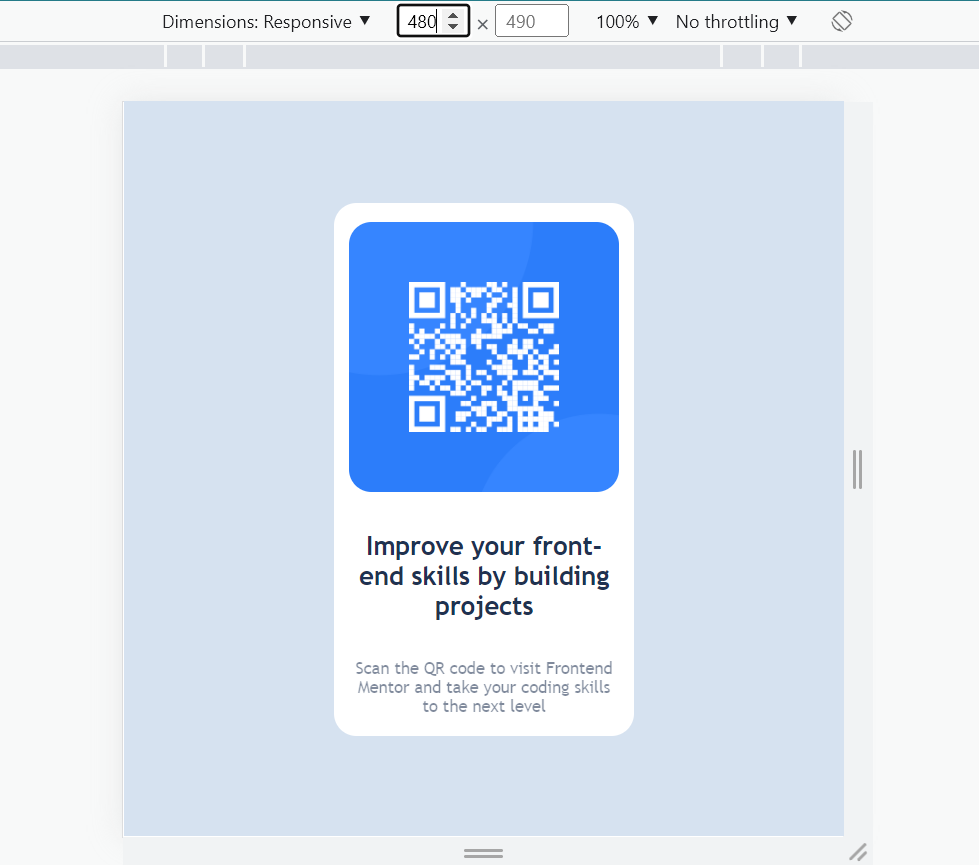 Dimensions: Responsive ▼ 480 × 490 100% ▼ No throttling ▼
Improve your front-
end skills by building
projects
Scan the QR code to visit Frontend
Mentor and take your coding skills
to the next level